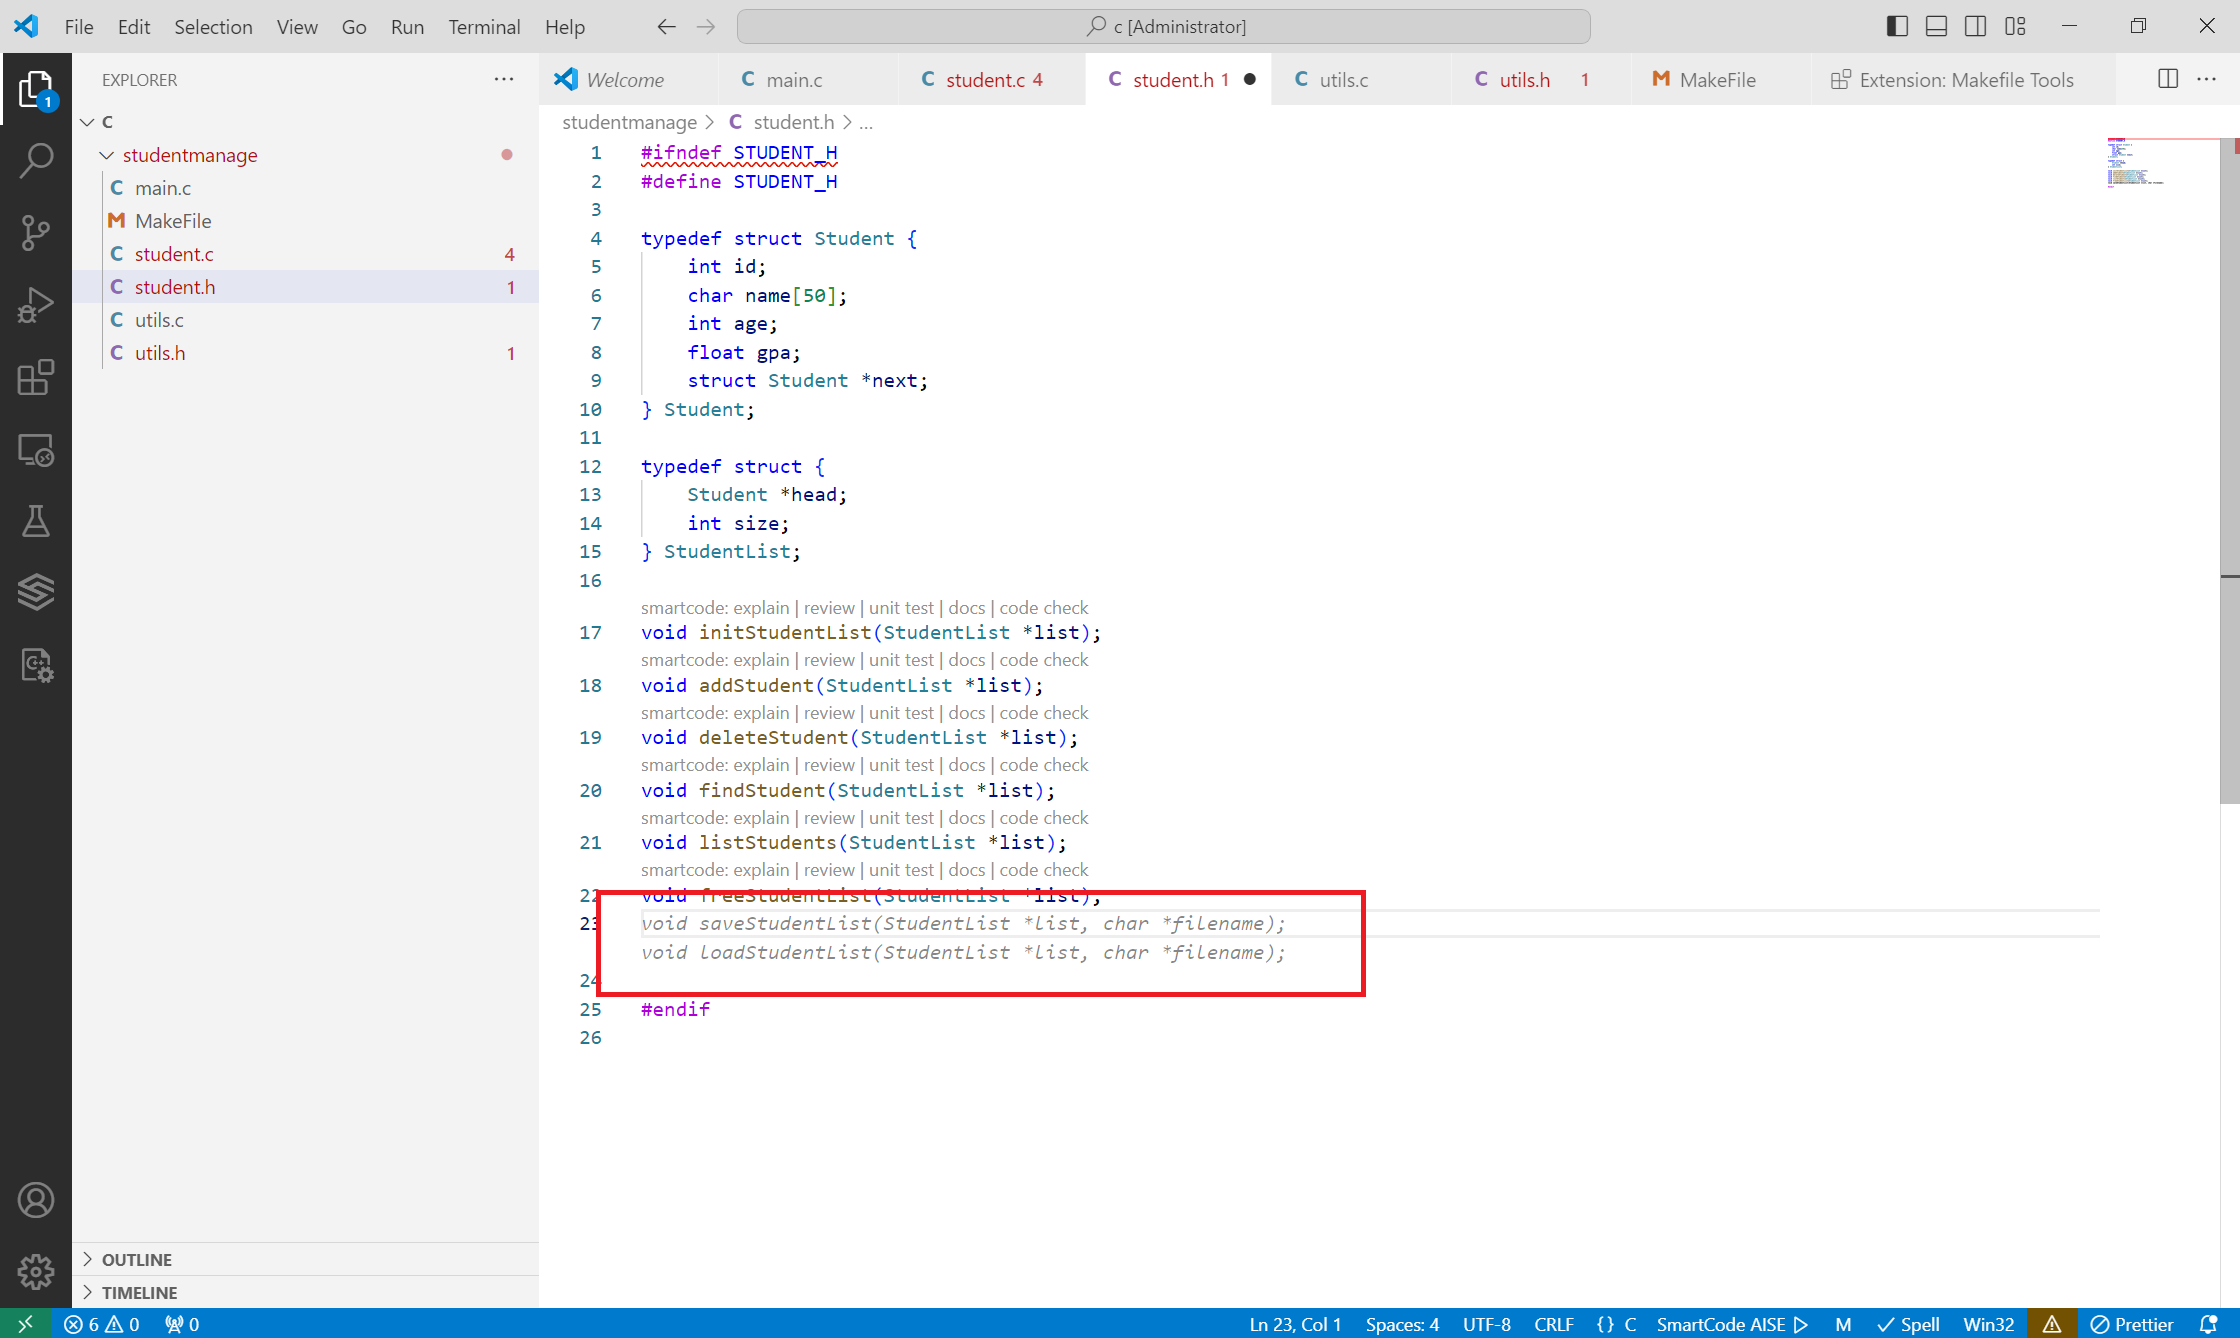 File Edit Selection View Go Run Terminal Help
c [Administrator]
EXPLORER
Welcome
C main.c
C student.c 4
C student.h 1
C utils.c
C utils.h 1
M MakeFile
Extension: Makefile Tools
1
C
studentmanage
C main.c
M MakeFile
C student.c 4
C student.h 1
C utils.c
C utils.h 1
OUTLINE
TIMELINE
studentmanage > C student.h > ...
1 #ifndef STUDENT_H
2 #define STUDENT_H
3
4 typedef struct Student {
5 int id;
6 char name[50];
7 int age;
8 float gpa;
9 struct Student *next;
10 } Student;
11
12 typedef struct {
13 Student *head;
14 int size;
15 } StudentList;
16
smartcode: explain | review | unit test | docs | code check
17 void initStudentList(StudentList *list);
smartcode: explain | review | unit test | docs | code check
18 void addStudent(StudentList *list);
smartcode: explain | review | unit test | docs | code check
19 void deleteStudent(StudentList *list);
smartcode: explain | review | unit test | docs | code check
20 void findStudent(StudentList *list);
smartcode: explain | review | unit test | docs | code check
21 void listStudents(StudentList *list);
smartcode: explain | review | unit test | docs | code check
22 void freeStudentList(StudentList *list);
23 void saveStudentList(StudentList *list, char *filename);
void loadStudentList(StudentList *list, char *filename);
24
25 #endif
26
6 0 0
Ln 23, Col 1 Spaces: 4 UTF-8 CRLF {} C SmartCode AISE M Spell Win32 Prettier